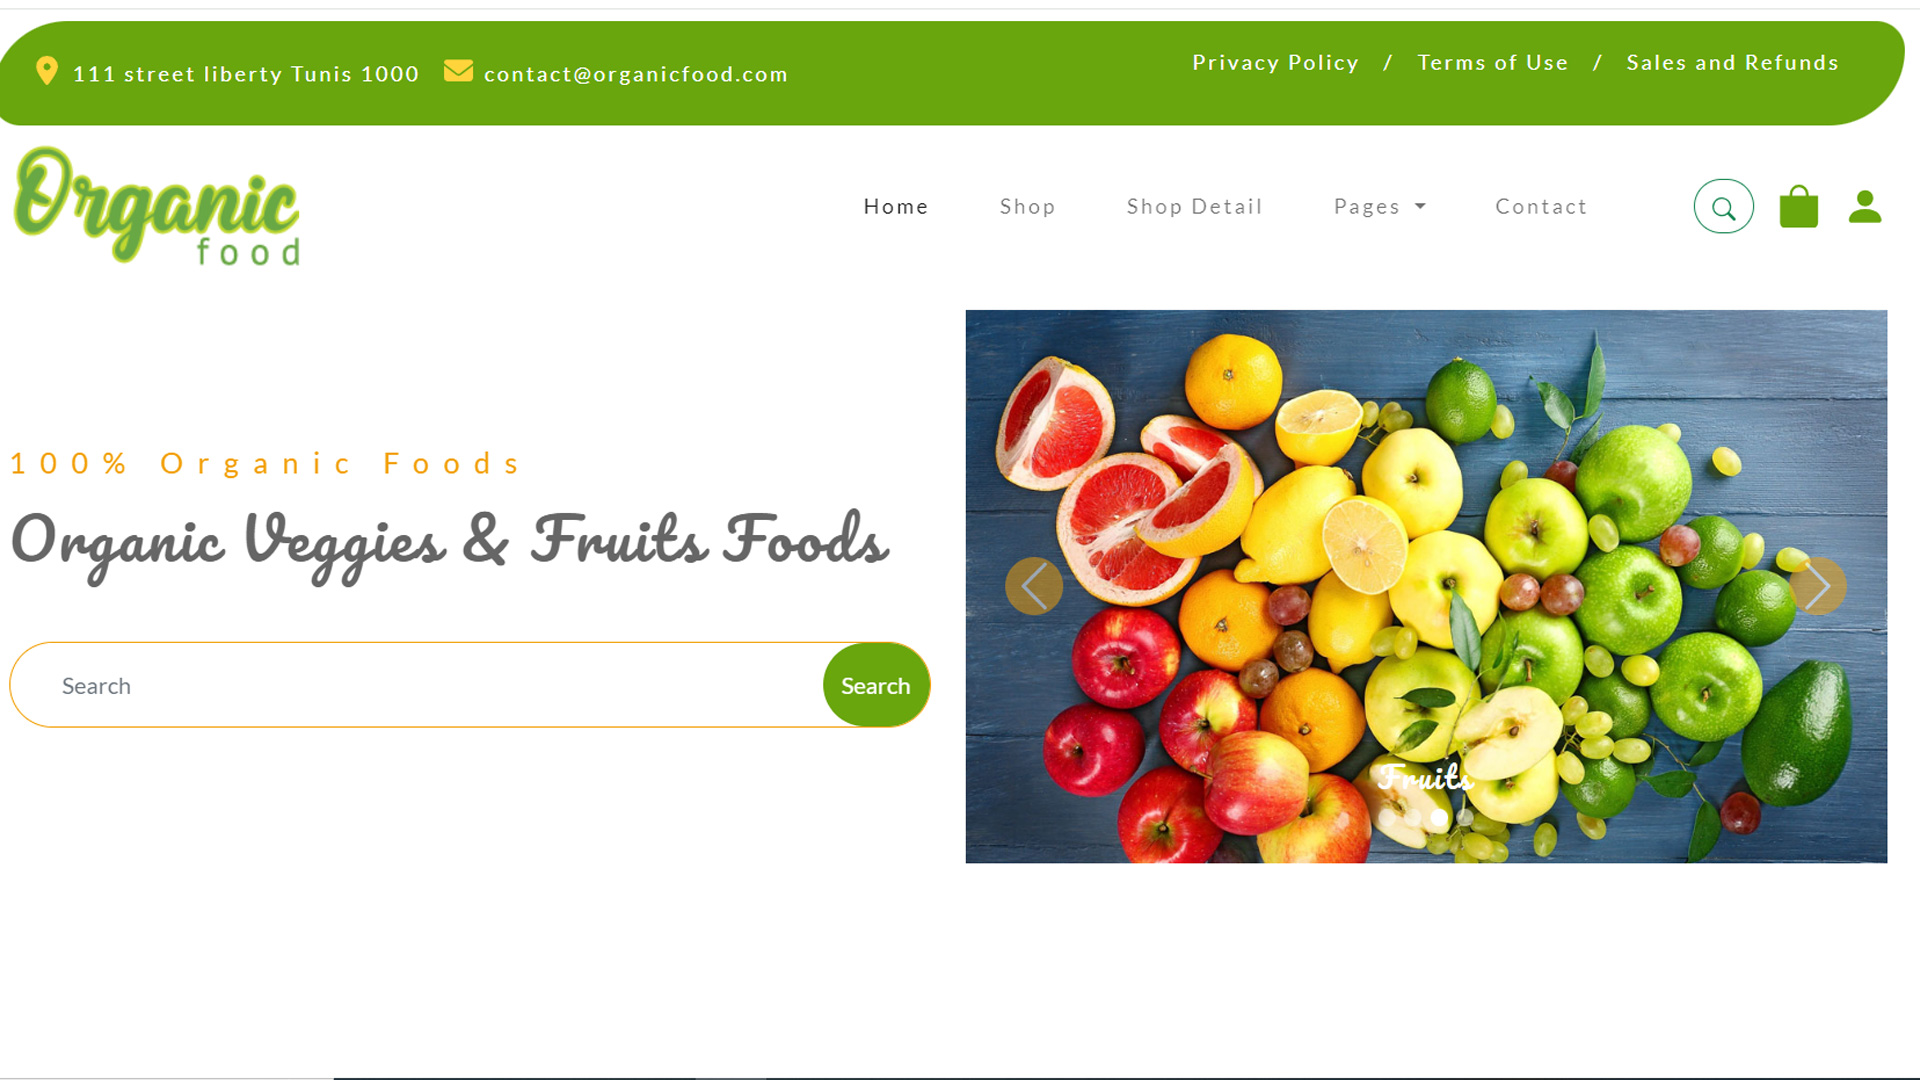 111 street liberty Tunis 1000 contact@organicfood.com
Privacy Policy / Terms of Use / Sales and Refunds
Organic
food
Home Shop Shop Detail Pages Contact
100% Organic Foods
Organic Veggies & Fruits Foods
Search Search
Fruits